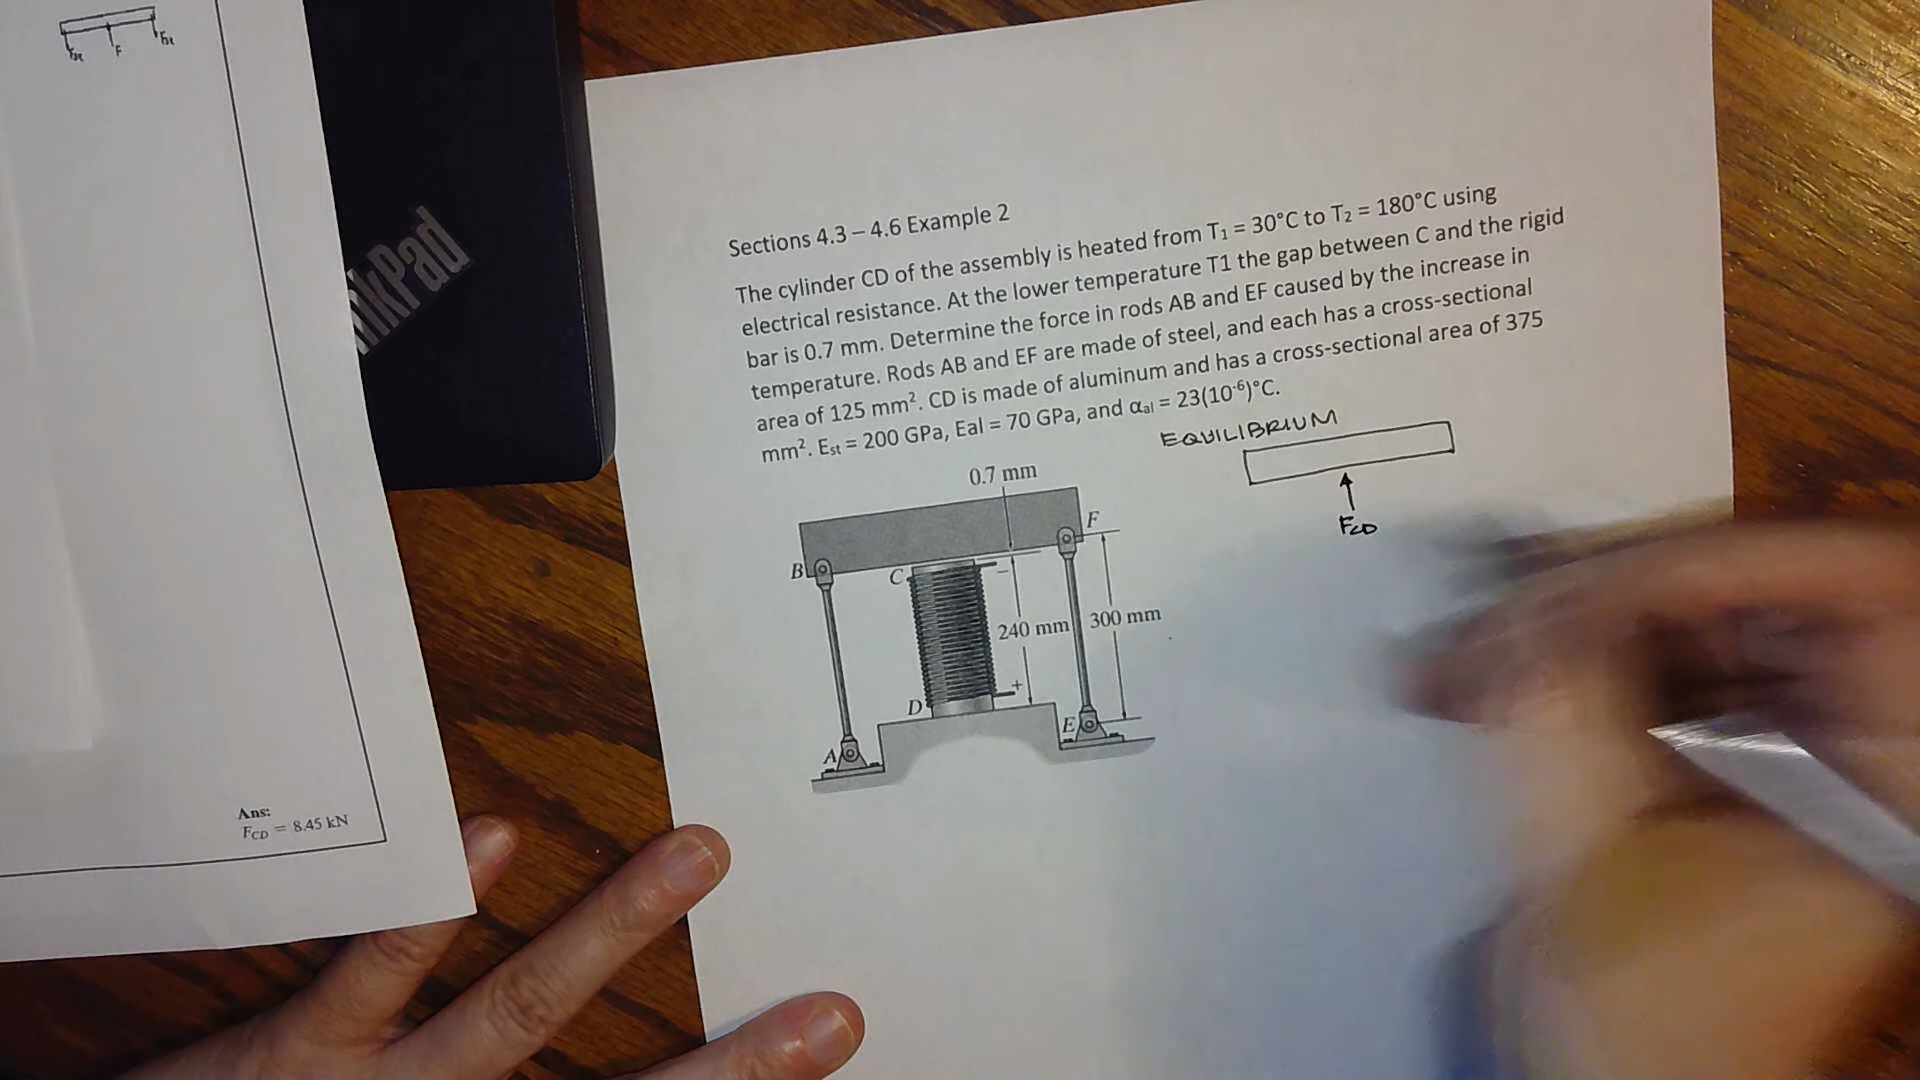 F
Ans:
FCD = 8.45 kN
nkPad
Sections 4.3 – 4.6 Example 2
The cylinder CD of the assembly is heated from T1 = 30°C to T2 = 180°C using
electrical resistance. At the lower temperature T1 the gap between C and the rigid
bar is 0.7 mm. Determine the force in rods AB and EF caused by the increase in
temperature. Rods AB and EF are made of steel, and each has a cross-sectional
area of 125 mm². CD is made of aluminum and has a cross-sectional area of 375
mm². Est = 200 GPa, Eal = 70 GPa, and αal = 23(10-6)°C.
EQUILIBRIUM
FCD
0.7 mm
F
B
C
–
240 mm
300 mm
+
D
E
A